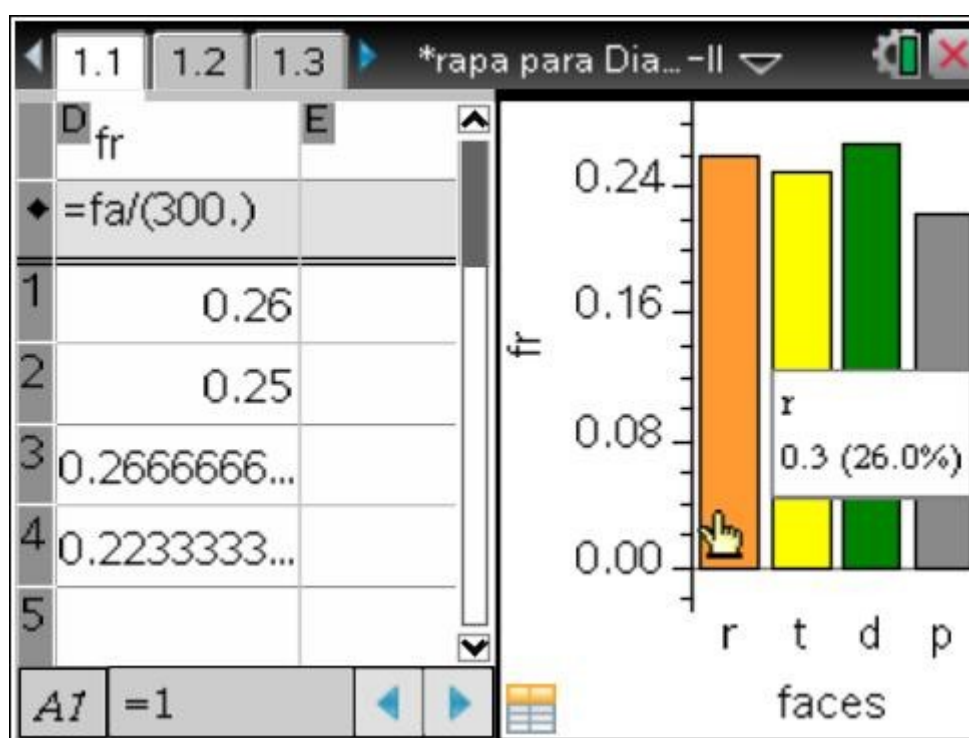 1.1 1.2 1.3 *rapa para Dia... -II
D fr E
=fa/(300.)
1 0.26
2 0.25
3 0.2666666...
4 0.2233333...
5
A1 =1
fr
0.24
0.16
0.08
0.00
r
0.3 (26.0%)
r t d p
faces